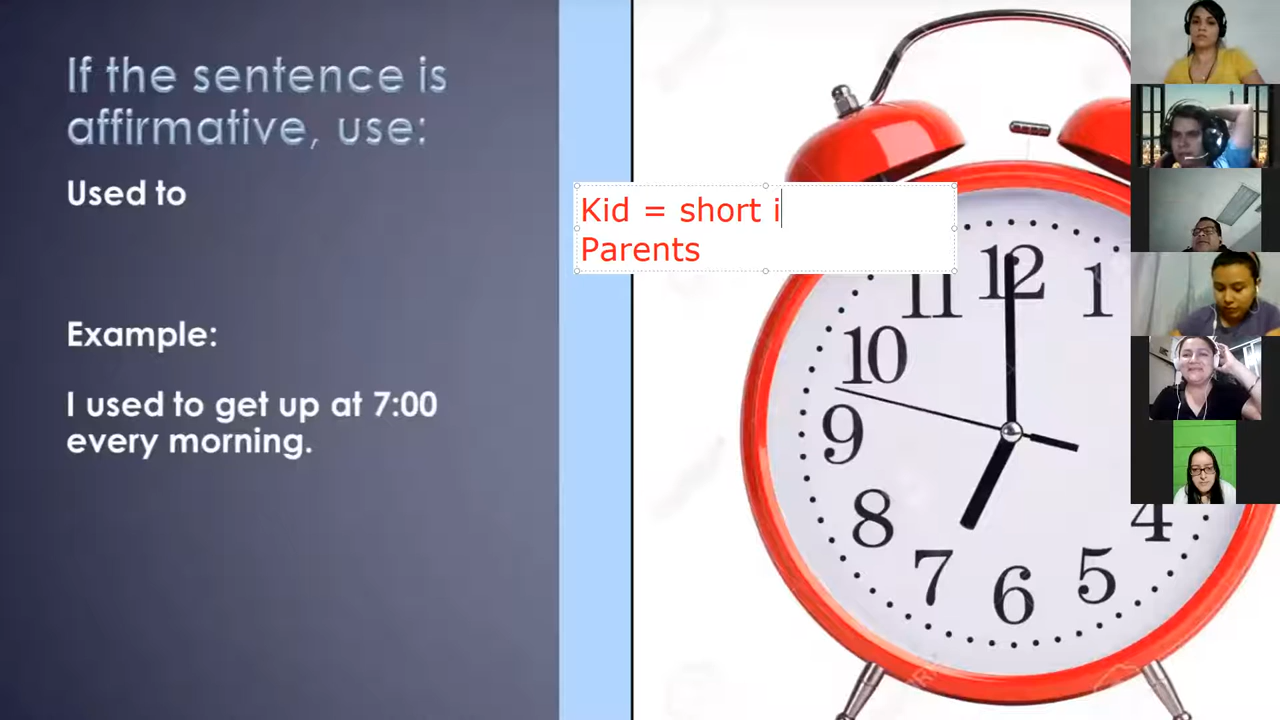 If the sentence is
affirmative, use:
Used to
Example:
I used to get up at 7:00
every morning.
Kid = short i
Parents
12
11
1
10
9
8
4
7
5
6